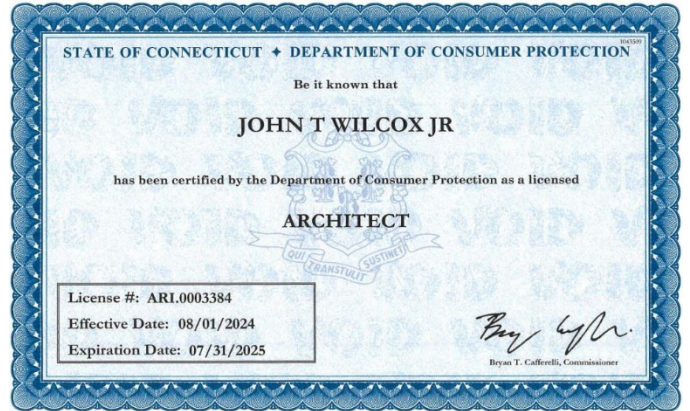 STATE OF CONNECTICUT ✦ DEPARTMENT OF CONSUMER PROTECTION
Be it known that
JOHN T WILCOX JR
has been certified by the Department of Consumer Protection as a licensed
ARCHITECT
QUI TRANSTULIT SUSTINET
License #: ARI.0003384
Effective Date: 08/01/2024
Expiration Date: 07/31/2025
Bryan T. Cafferelli, Commissioner